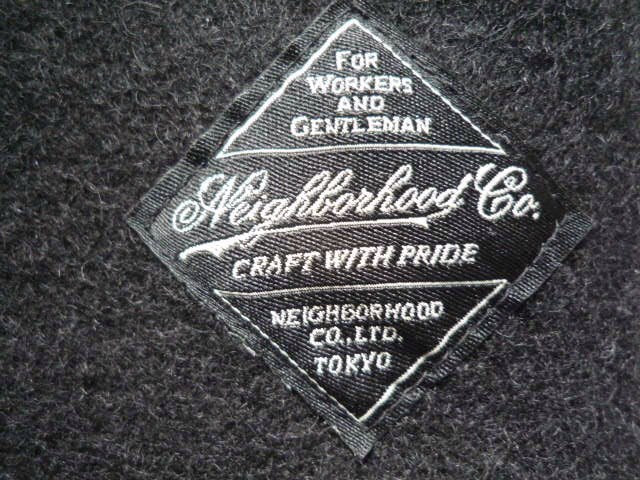 FOR
WORKERS
AND
GENTLEMAN
Neighborhood Co.
CRAFT WITH PRIDE
NEIGHBORHOOD
CO.,LTD.
TOKYO